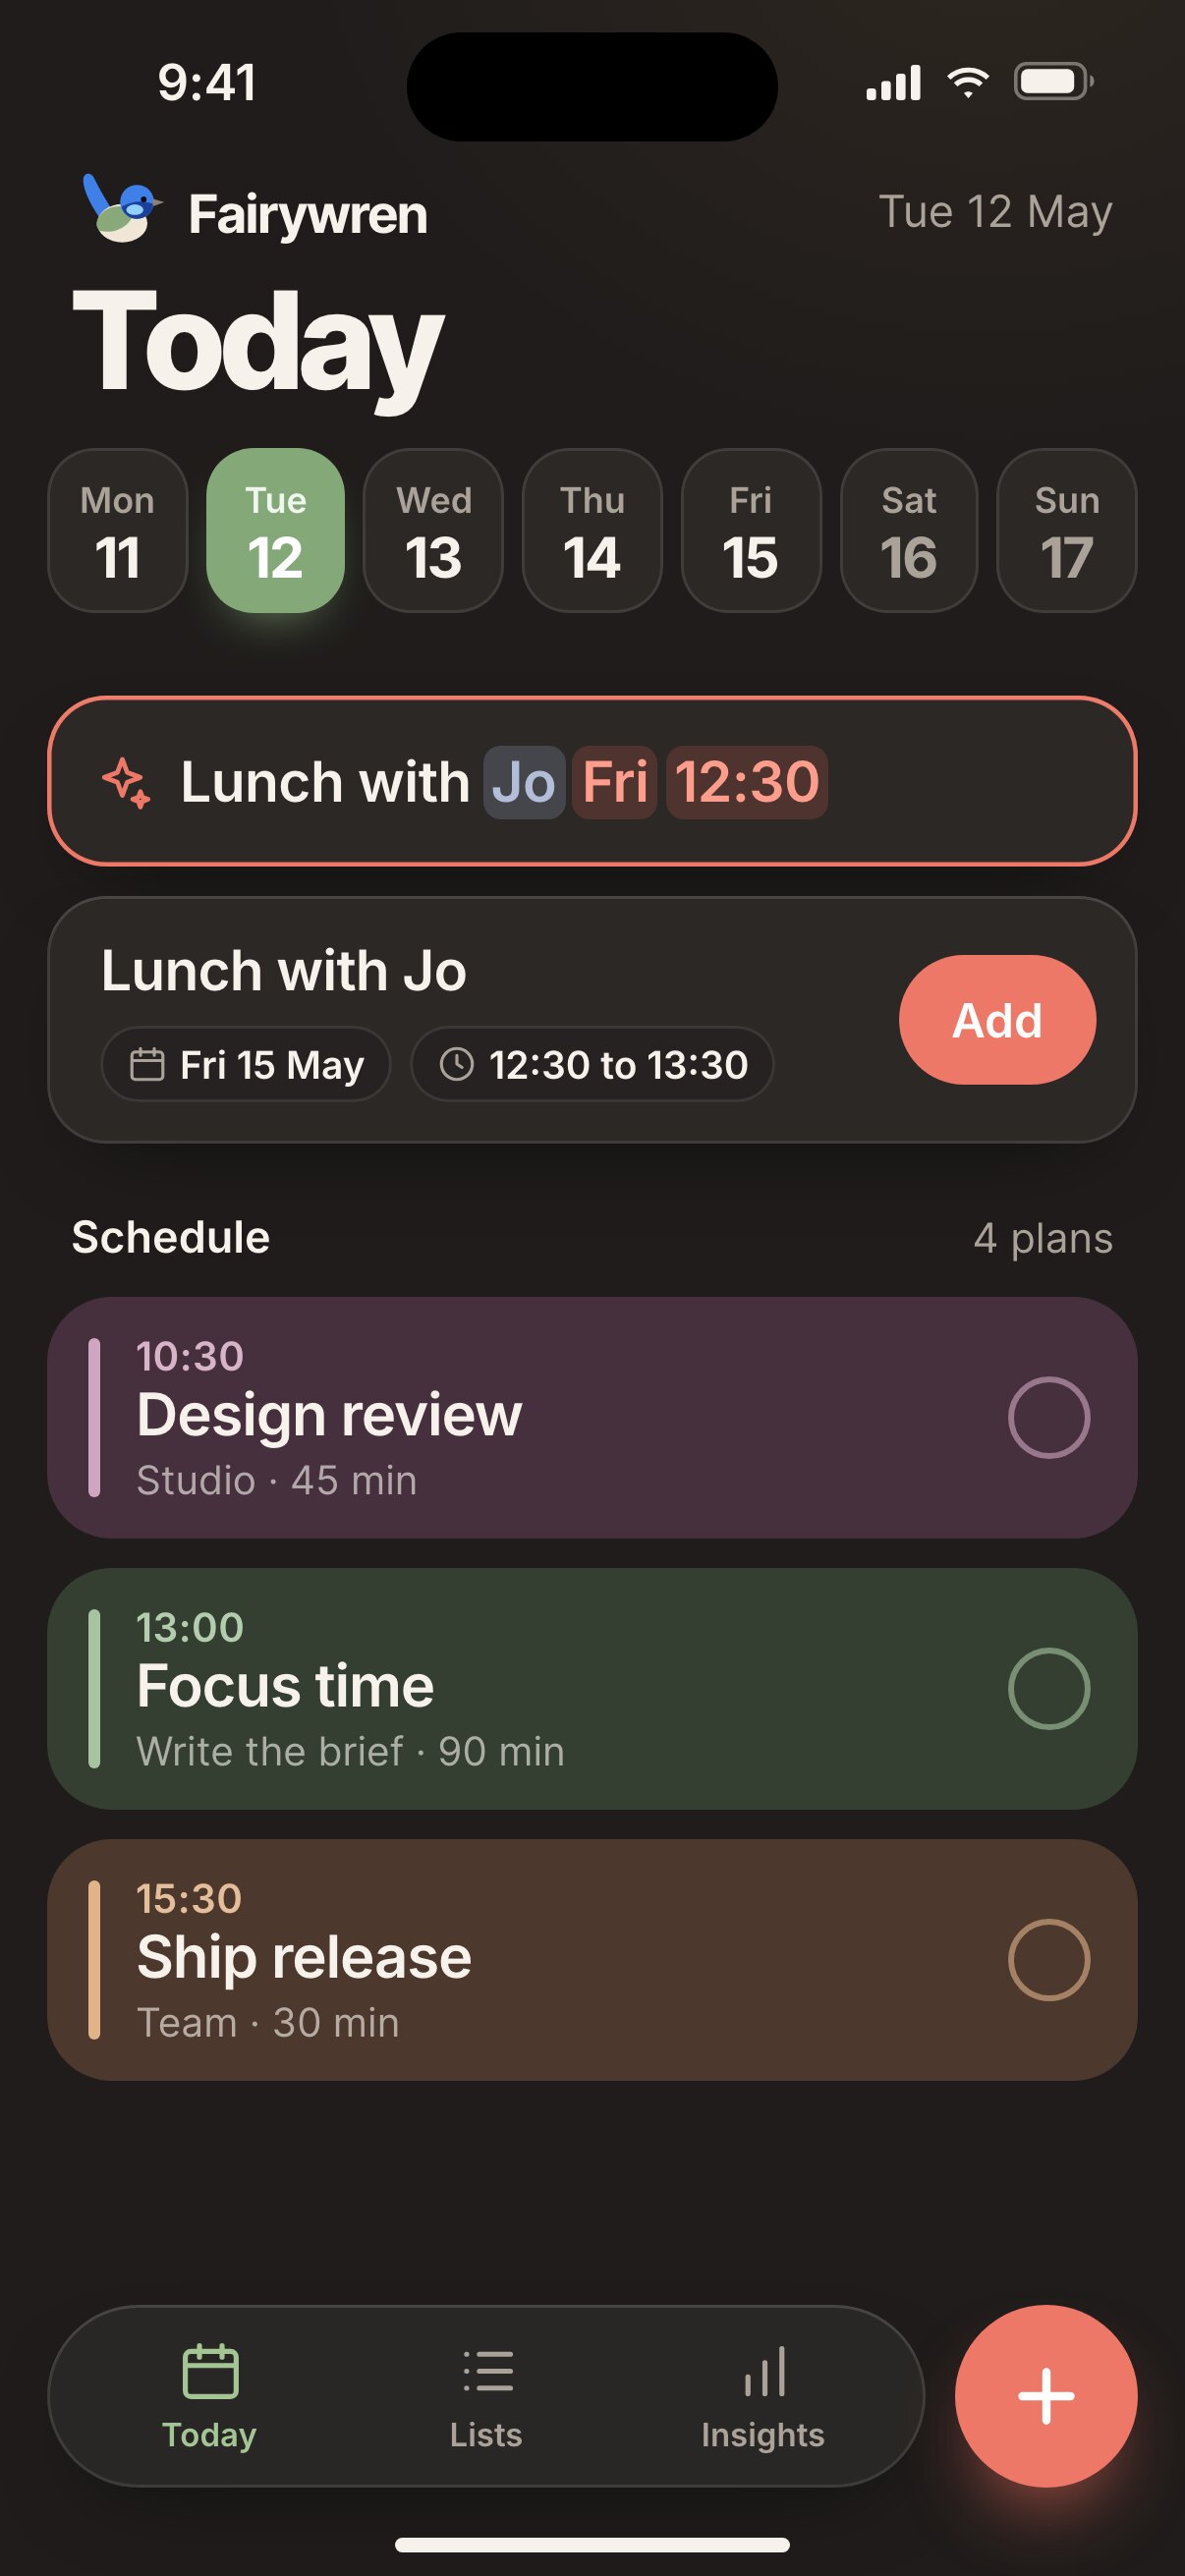 9:41
Fairywren
Tue 12 May
Today
Mon Tue Wed Thu Fri Sat Sun
11 12 13 14 15 16 17
Lunch with Jo Fri 12:30
Lunch with Jo
Fri 15 May 12:30 to 13:30
Add
Schedule
4 plans
10:30
Design review
Studio · 45 min
13:00
Focus time
Write the brief · 90 min
15:30
Ship release
Team · 30 min
Today Lists Insights